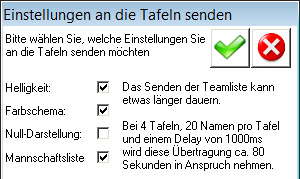 Einstellungen an die Tafeln senden
Bitte wählen Sie, welche Einstellungen Sie
an die Tafeln senden möchten
Helligkeit:
Farbschema:
Null-Darstellung:
Mannschaftsliste
Das Senden der Teamliste kann
etwas länger dauern.
Bei 4 Tafeln, 20 Namen pro Tafel
und einem Delay von 1000ms
wird diese Übertragung ca. 80
Sekunden in Anspruch nehmen.